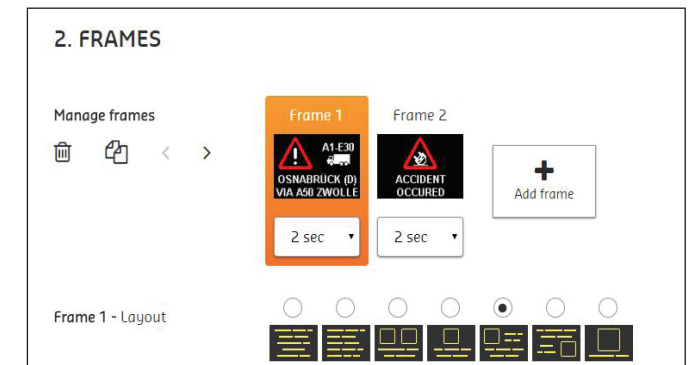 2. FRAMES
Manage frames
Frame 1
Frame 2
A1-E30
OSNABRÜCK (D)
VIA A50 ZWOLLE
ACCIDENT
OCCURED
Add frame
2 sec
2 sec
Frame 1 - Layout